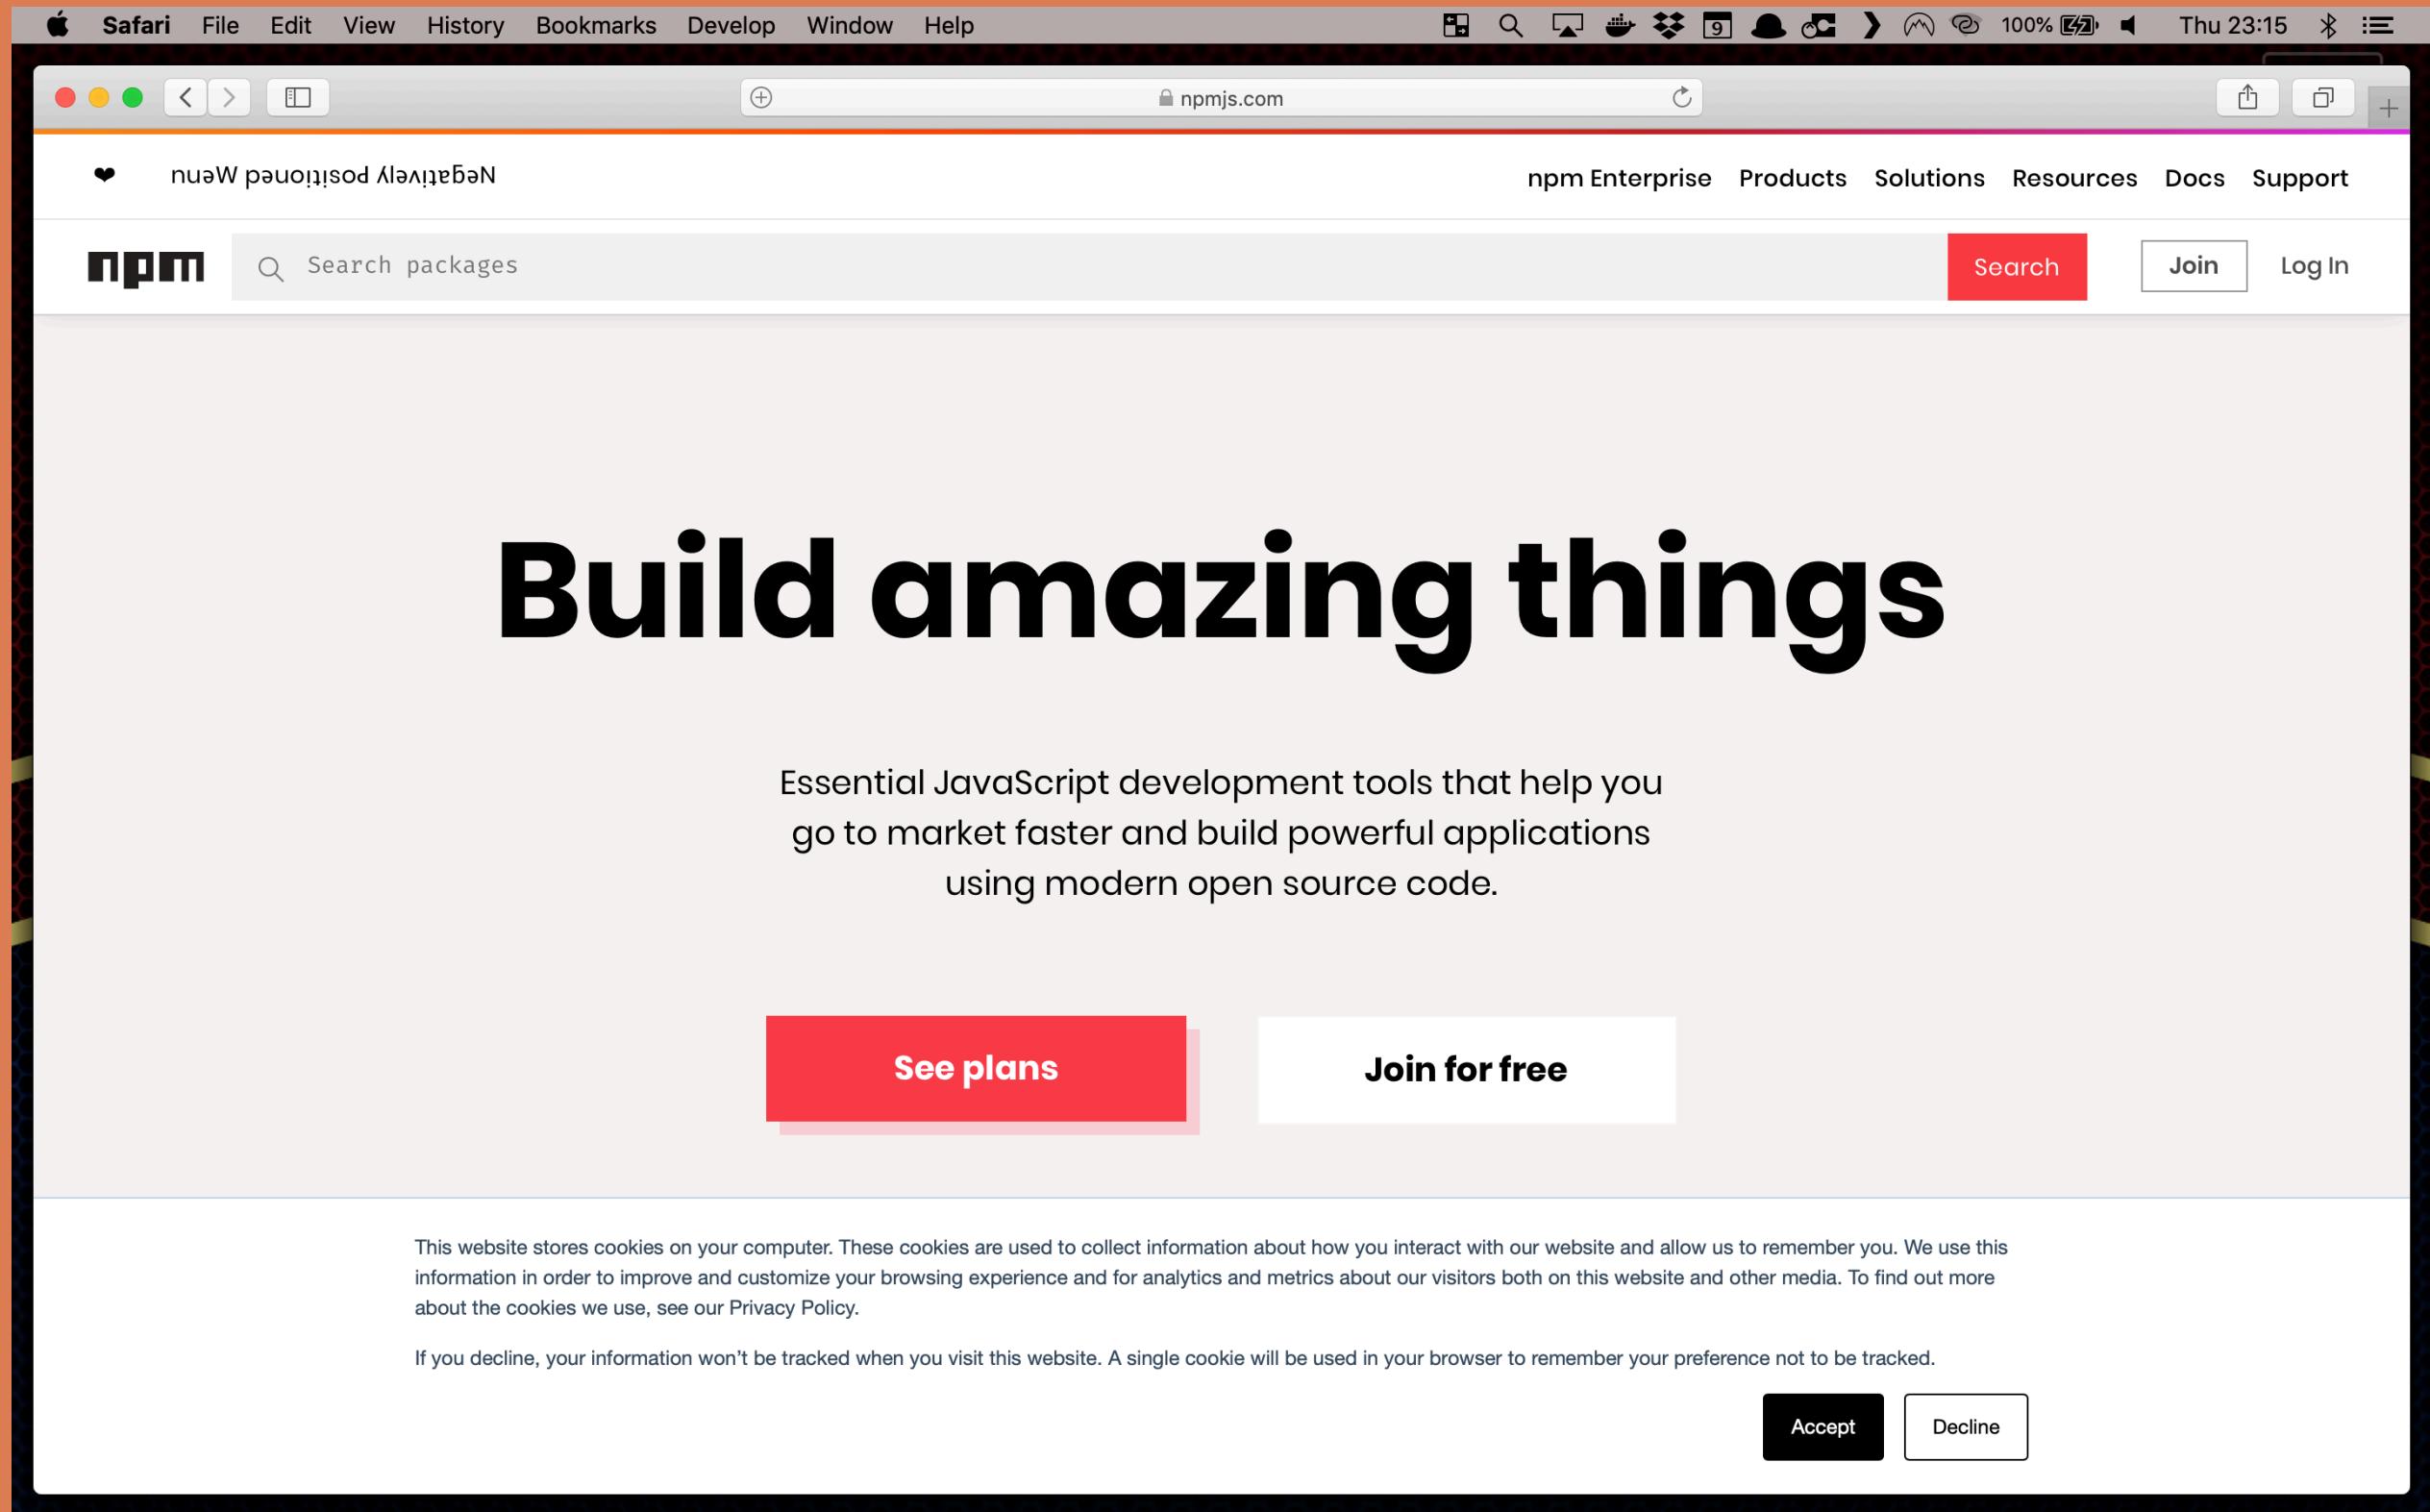 Safari File Edit View History Bookmarks Develop Window Help 9 100% Thu 23:15
npmjs.com
❤ Negatively Positioned Wenu npm Enterprise Products Solutions Resources Docs Support
npm Search packages Search Join Log In
Build amazing things
Essential JavaScript development tools that help you
go to market faster and build powerful applications
using modern open source code.
See plans Join for free
This website stores cookies on your computer. These cookies are used to collect information about how you interact with our website and allow us to remember you. We use this
information in order to improve and customize your browsing experience and for analytics and metrics about our visitors both on this website and other media. To find out more
about the cookies we use, see our Privacy Policy.
If you decline, your information won’t be tracked when you visit this website. A single cookie will be used in your browser to remember your preference not to be tracked.
Accept Decline